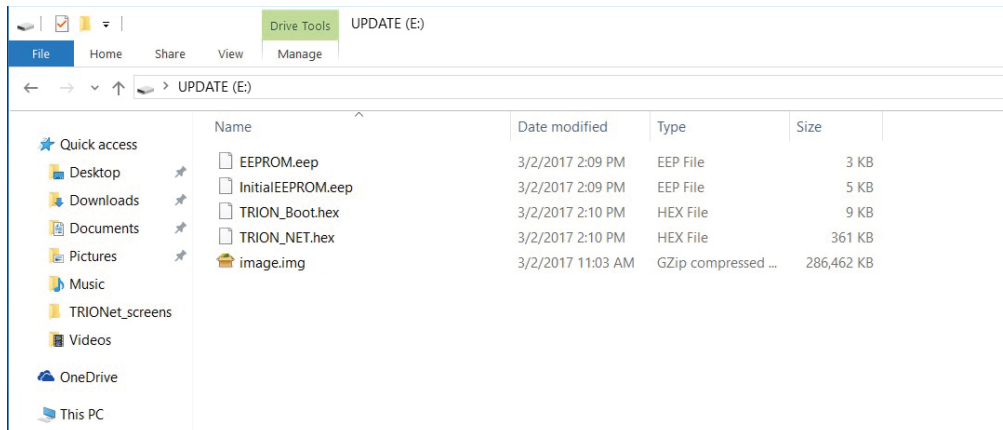 Drive Tools UPDATE (E:)
File Home Share View Manage
UPDATE (E:)
Name Date modified Type Size
Quick access
Desktop
Downloads
Documents
Pictures
Music
TRIONet_screens
Videos
OneDrive
This PC
EEPROM.eep 3/2/2017 2:09 PM EEP File 3 KB
InitialEEPROM.eep 3/2/2017 2:09 PM EEP File 5 KB
TRION_Boot.hex 3/2/2017 2:10 PM HEX File 9 KB
TRION_NET.hex 3/2/2017 2:10 PM HEX File 361 KB
image.img 3/2/2017 11:03 AM GZip compressed ... 286,462 KB